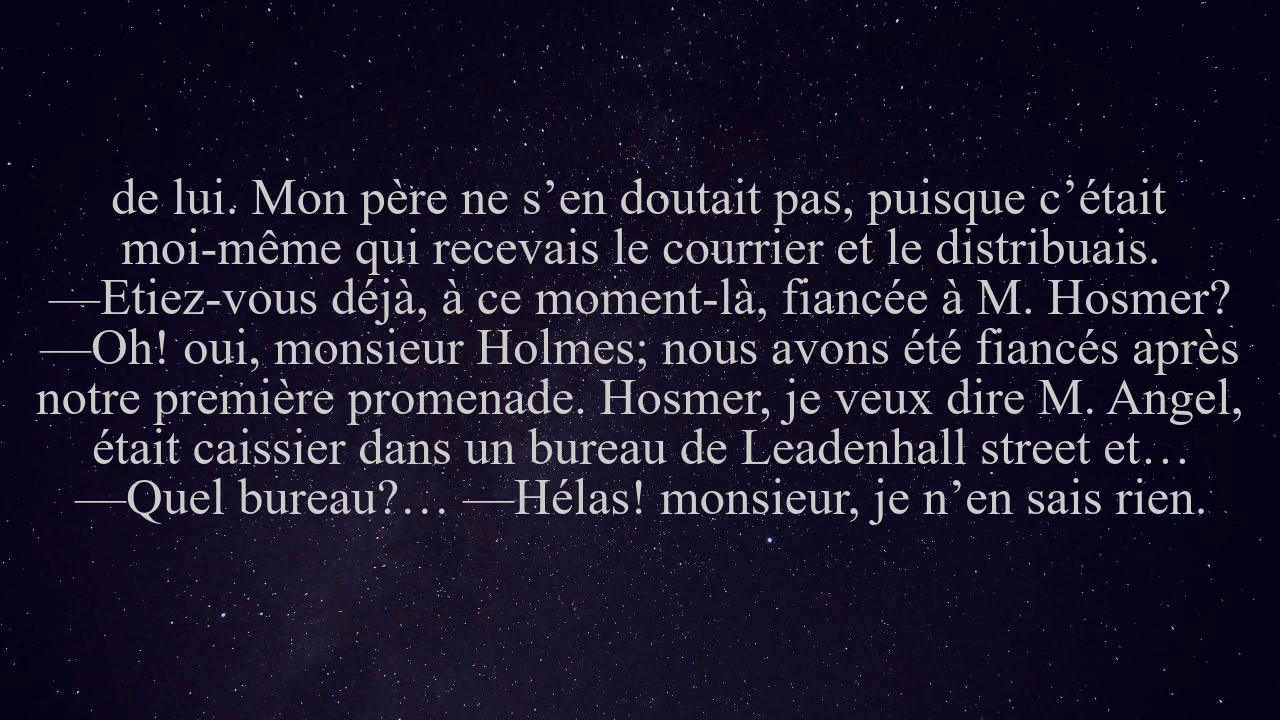 de lui. Mon père ne s’en doutait pas, puisque c’était
moi-même qui recevais le courrier et le distribuais.
—Etiez-vous déjà, à ce moment-là, fiancée à M. Hosmer?
—Oh! oui, monsieur Holmes; nous avons été fiancés après
notre première promenade. Hosmer, je veux dire M. Angel,
était caissier dans un bureau de Leadenhall street et…
—Quel bureau?… —Hélas! monsieur, je n’en sais rien.